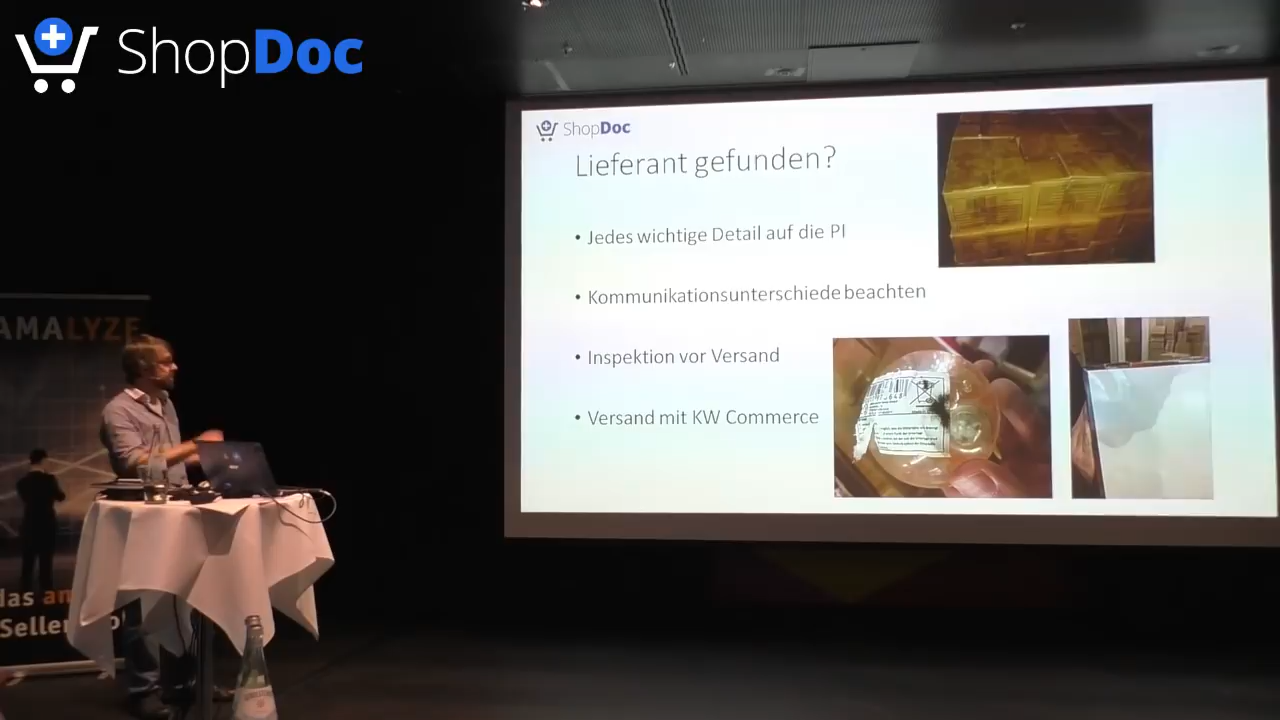 ShopDoc
ShopDoc
Lieferant gefunden?
• Jedes wichtige Detail auf die PI
• Kommunikationsunterschiede beachten
• Inspektion vor Versand
• Versand mit KW Commerce
AMALYZE
das
Selle